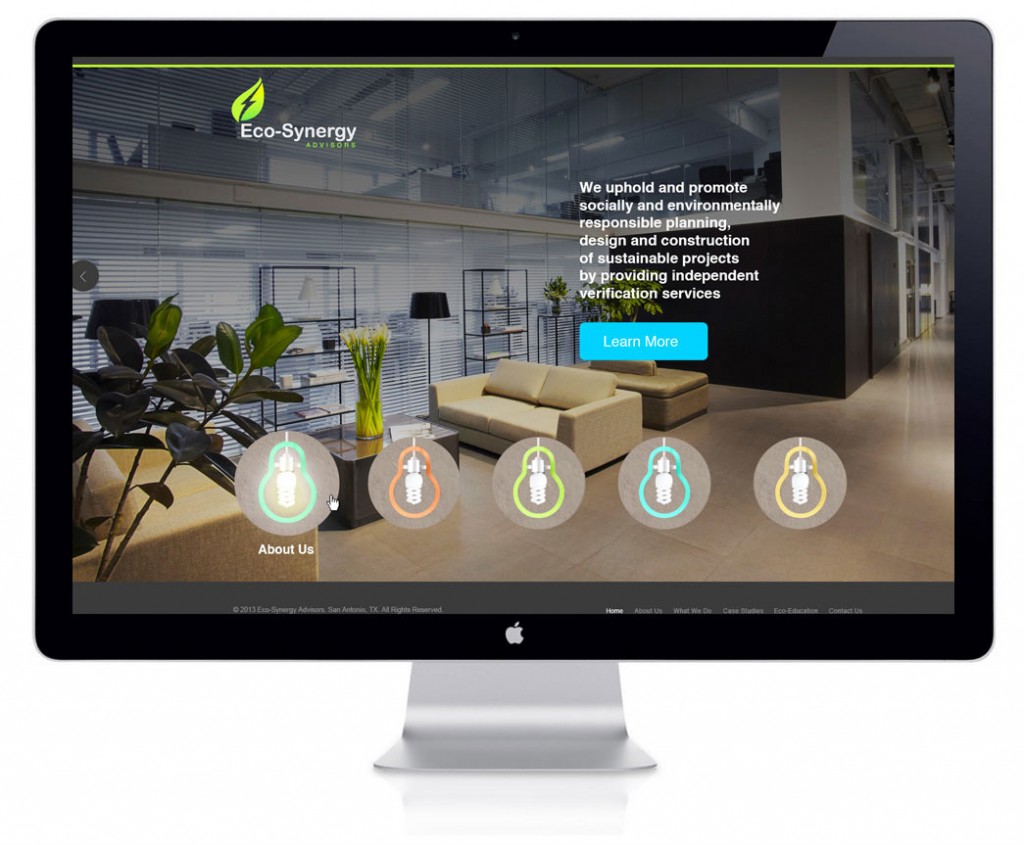 Eco-Synergy
ADVISORS
We uphold and promote
socially and environmentally
responsible planning,
design and construction
of sustainable projects
by providing independent
verification services
Learn More
About Us
© 2013 Eco-Synergy Advisors. San Antonio, TX. All Rights Reserved.
Home About Us What We Do Case Studies Eco-Education Contact Us